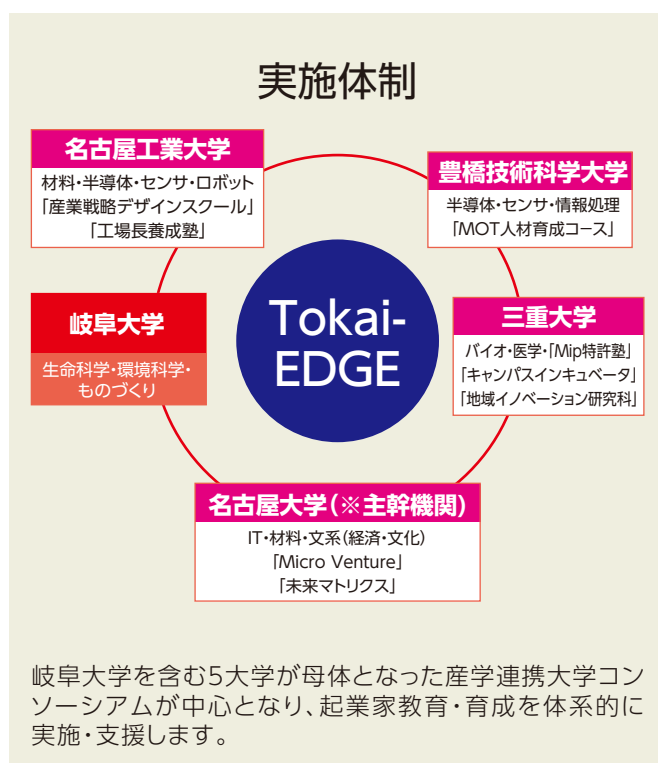 実施体制
名古屋工業大学
材料・半導体・センサ・ロボット
「産業戦略デザインスクール」
「工場長養成塾」
豊橋技術科学大学
半導体・センサ・情報処理
「MOT人材育成コース」
岐阜大学
生命科学・環境科学・
ものづくり
Tokai-
EDGE
三重大学
バイオ・医学・「Mip特許塾」
「キャンパスインキュベータ」
「地域イノベーション研究科」
名古屋大学(※主幹機関)
IT・材料・文系(経済・文化)
「Micro Venture」
「未来マトリクス」
岐阜大学を含む5大学が母体となった産学連携大学コン
ソーシアムが中心となり、起業家教育・育成を体系的に
実施・支援します。